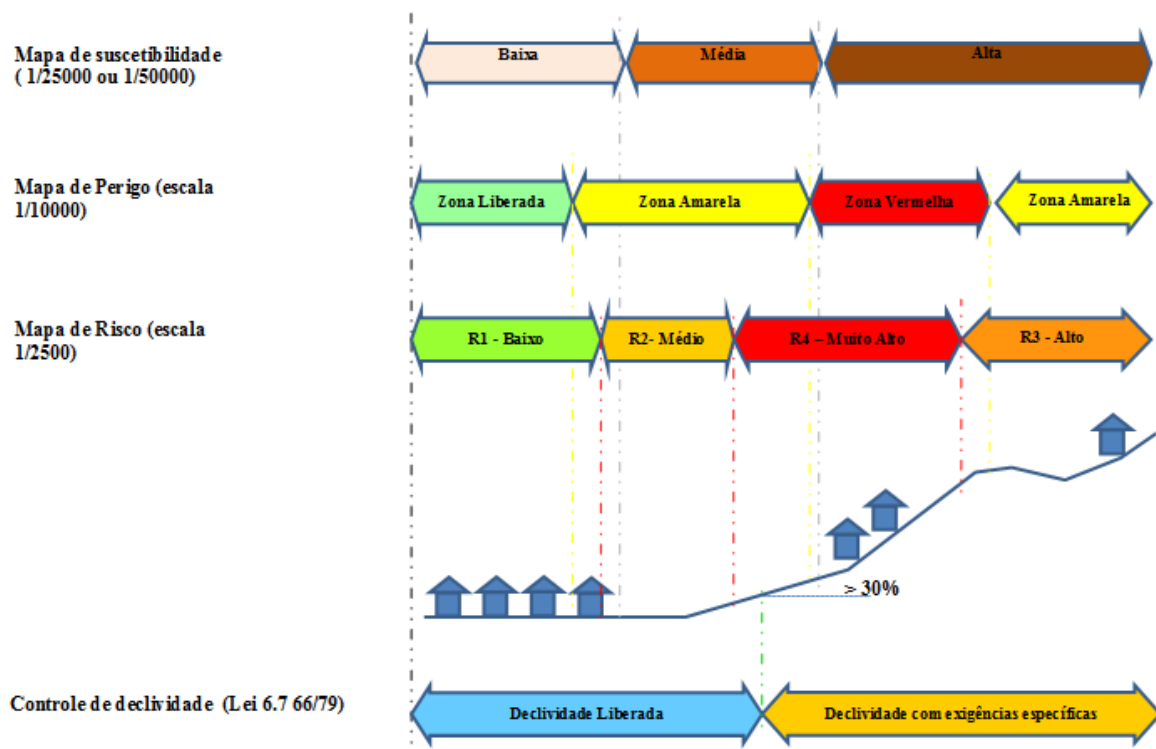 Mapa de suscetibilidade
( 1/25000 ou 1/50000)
Baixa
Média
Alta
Mapa de Perigo (escala
1/10000)
Zona Liberada
Zona Amarela
Zona Vermelha
Zona Amarela
Mapa de Risco (escala
1/2500)
R1 - Baixo
R2- Médio
R4 – Muito Alto
R3 - Alto
> 30%
Controle de declividade (Lei 6.7 66/79)
Declividade Liberada
Declividade com exigências específicas